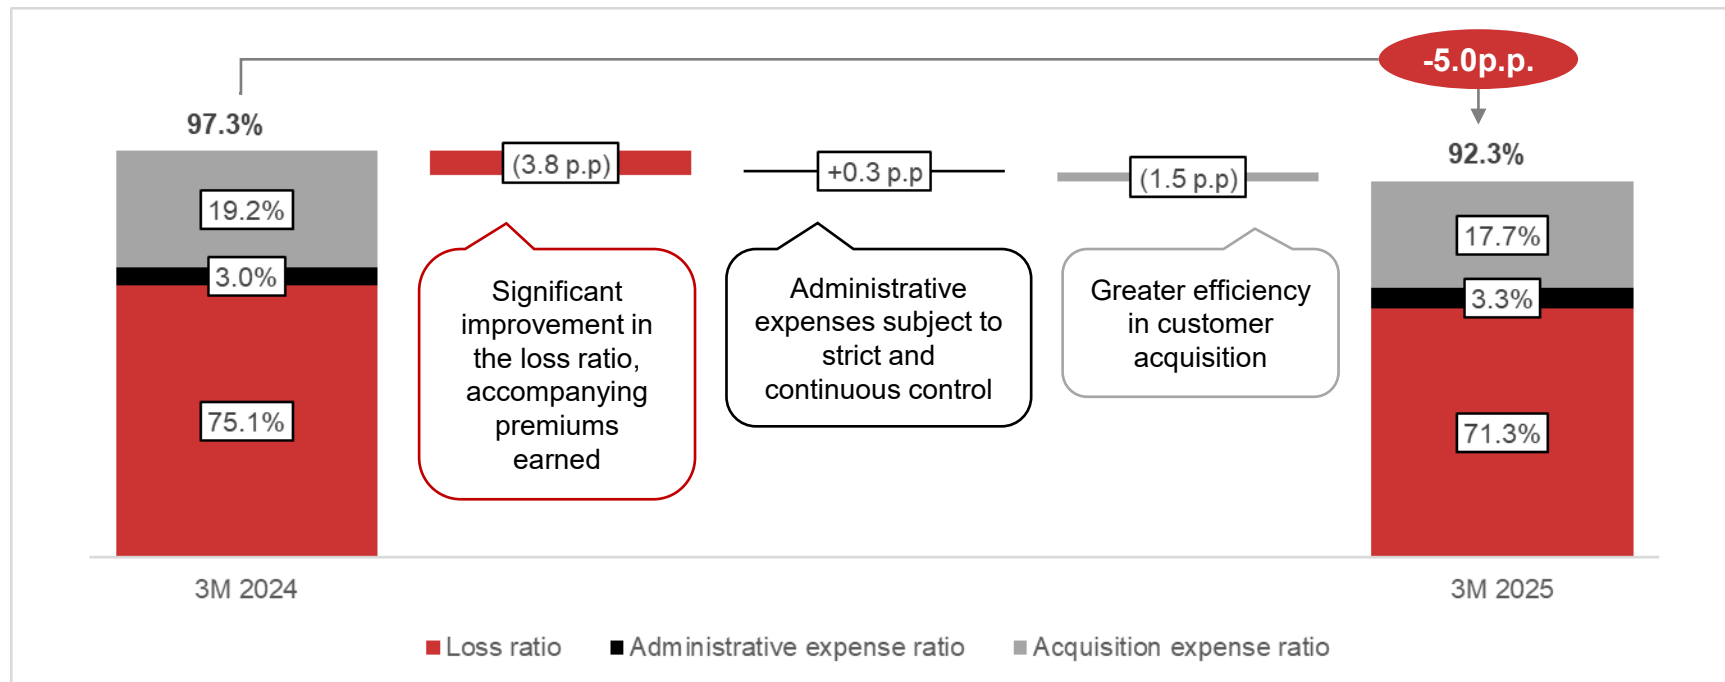 -5.0p.p.
97.3%
92.3%
(3.8 p.p)
+0.3 p.p
(1.5 p.p)
19.2%
3.0%
75.1%
Significant
improvement in
the loss ratio,
accompanying
premiums
earned
Administrative
expenses subject to
strict and
continuous control
Greater efficiency
in customer
acquisition
17.7%
3.3%
71.3%
3M 2024
3M 2025
Loss ratio
Administrative expense ratio
Acquisition expense ratio